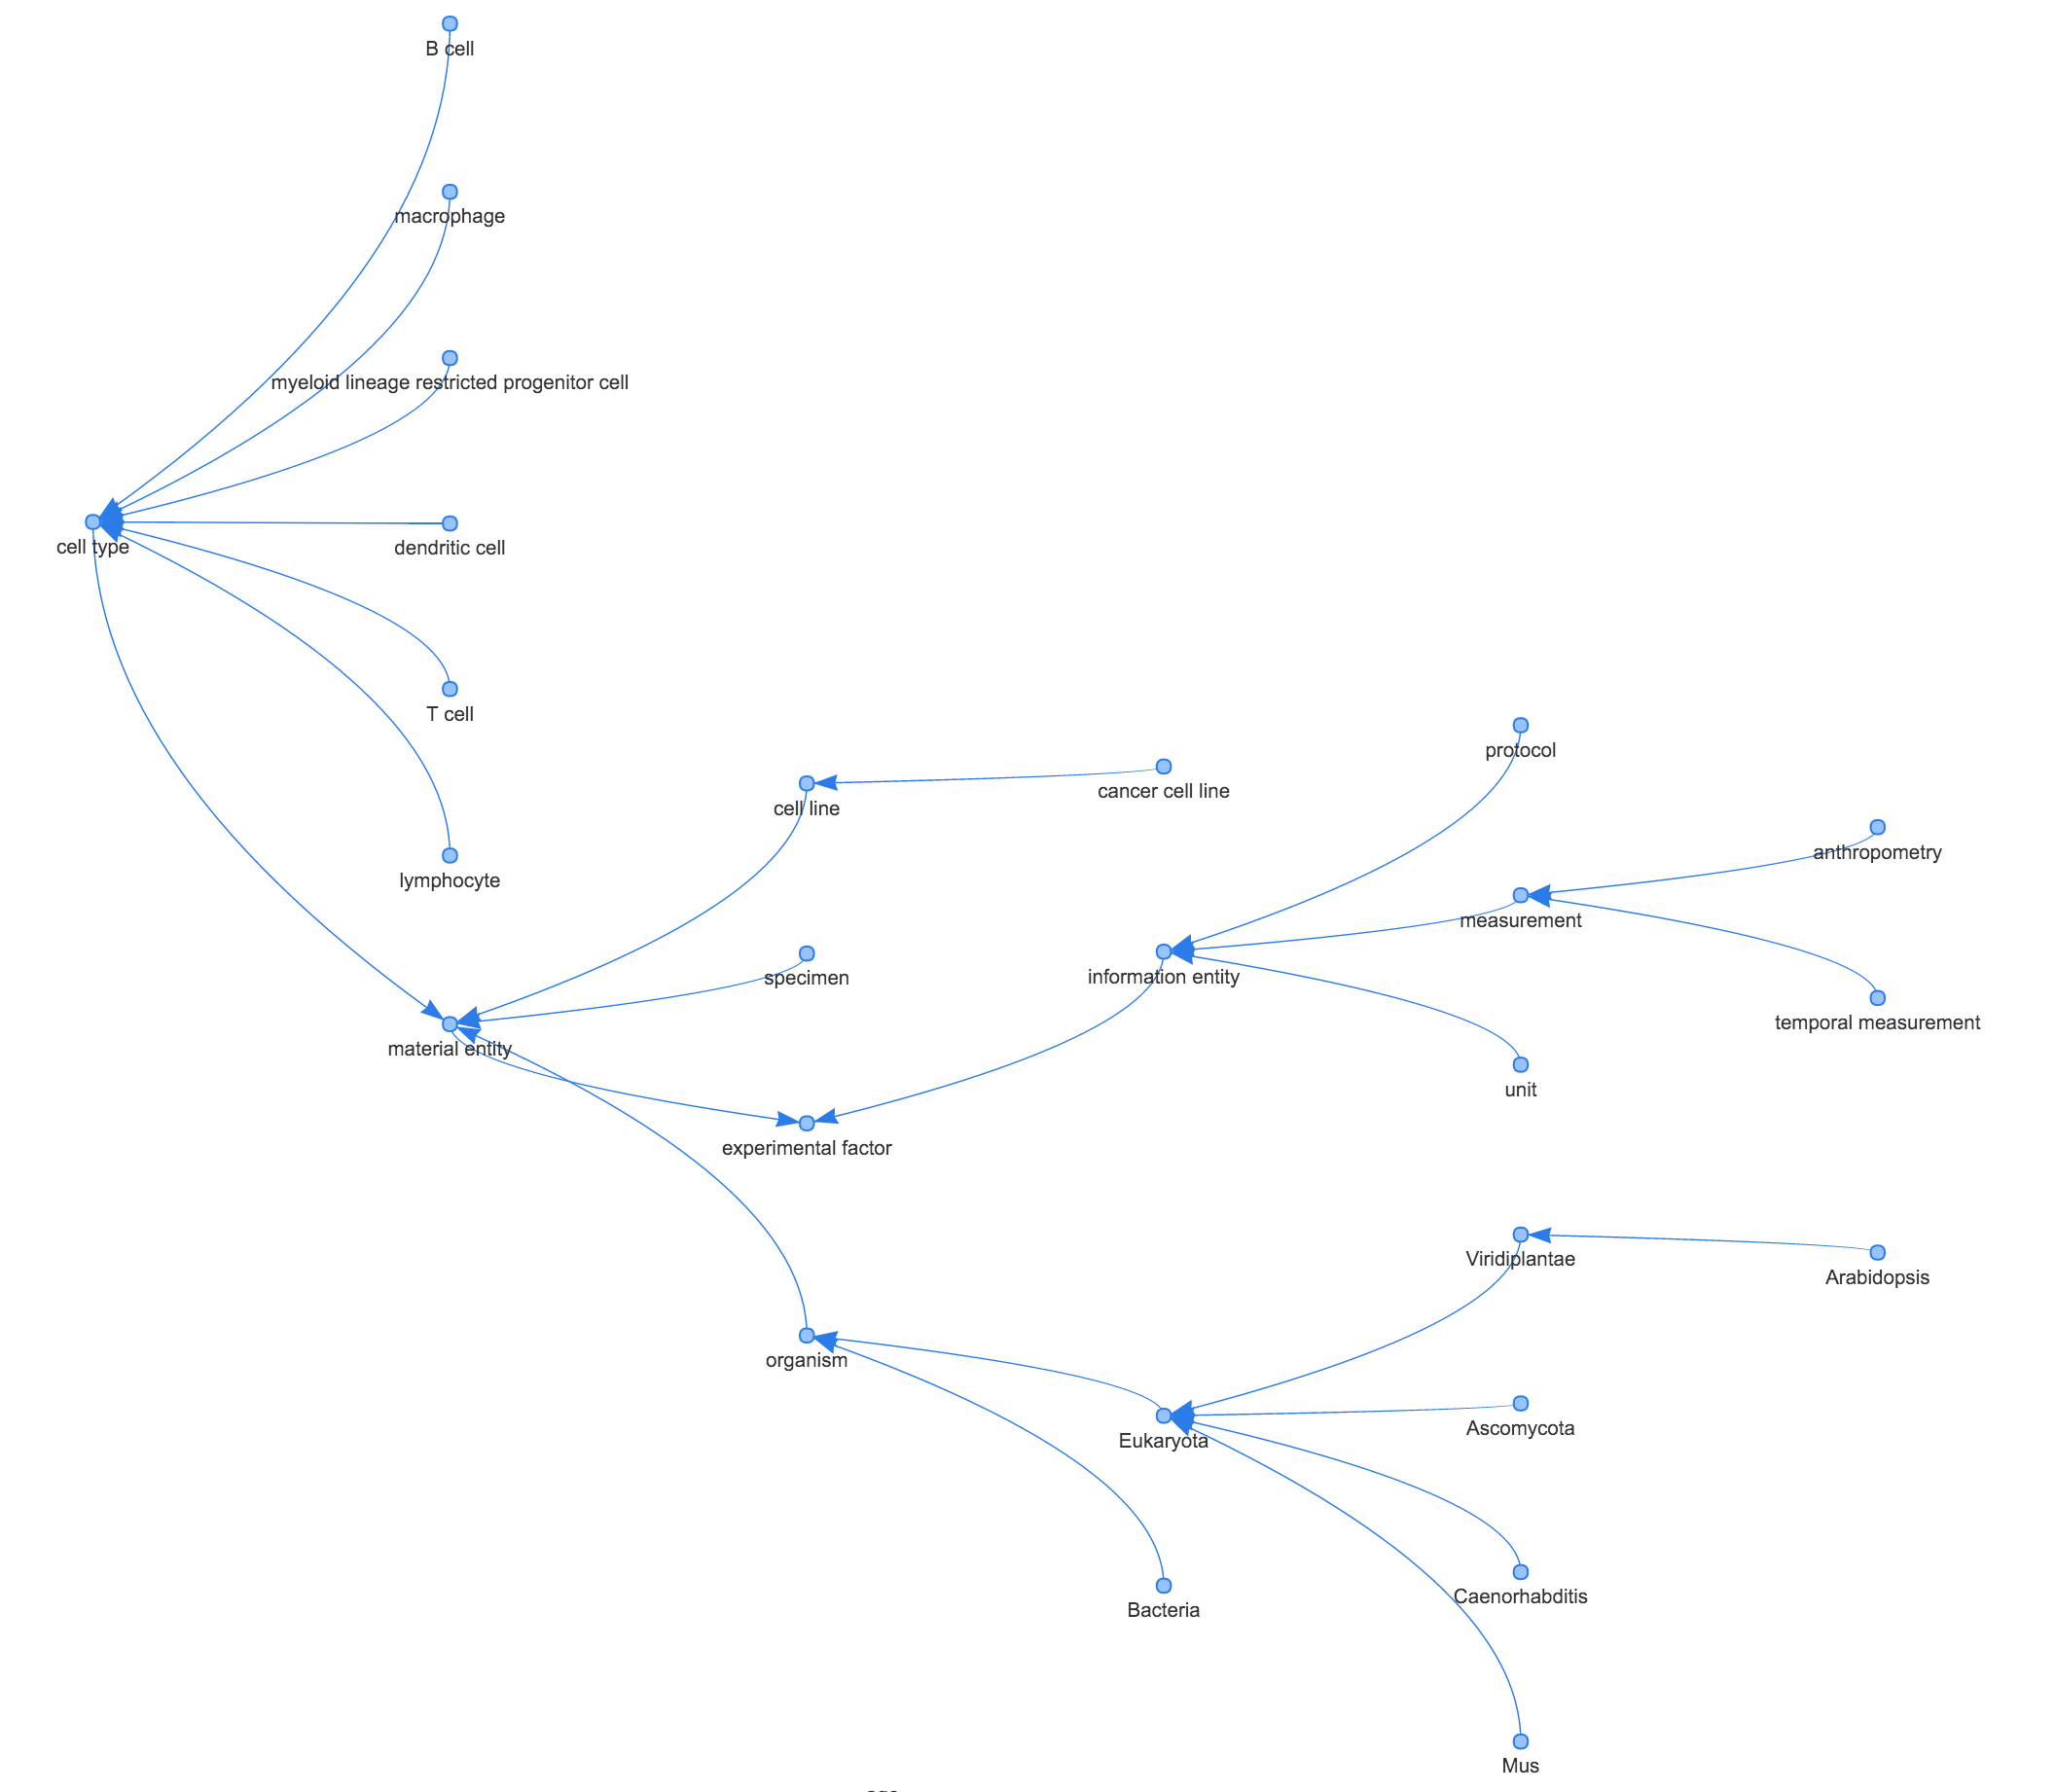 B cell
macrophage
myeloid lineage restricted progenitor cell
cell type
dendritic cell
T cell
protocol
cell line
cancer cell line
anthropometry
lymphocyte
measurement
specimen
information entity
temporal measurement
material entity
unit
experimental factor
Viridiplantae
Arabidopsis
organism
Ascomycota
Eukaryota
Caenorhabditis
Bacteria
Mus